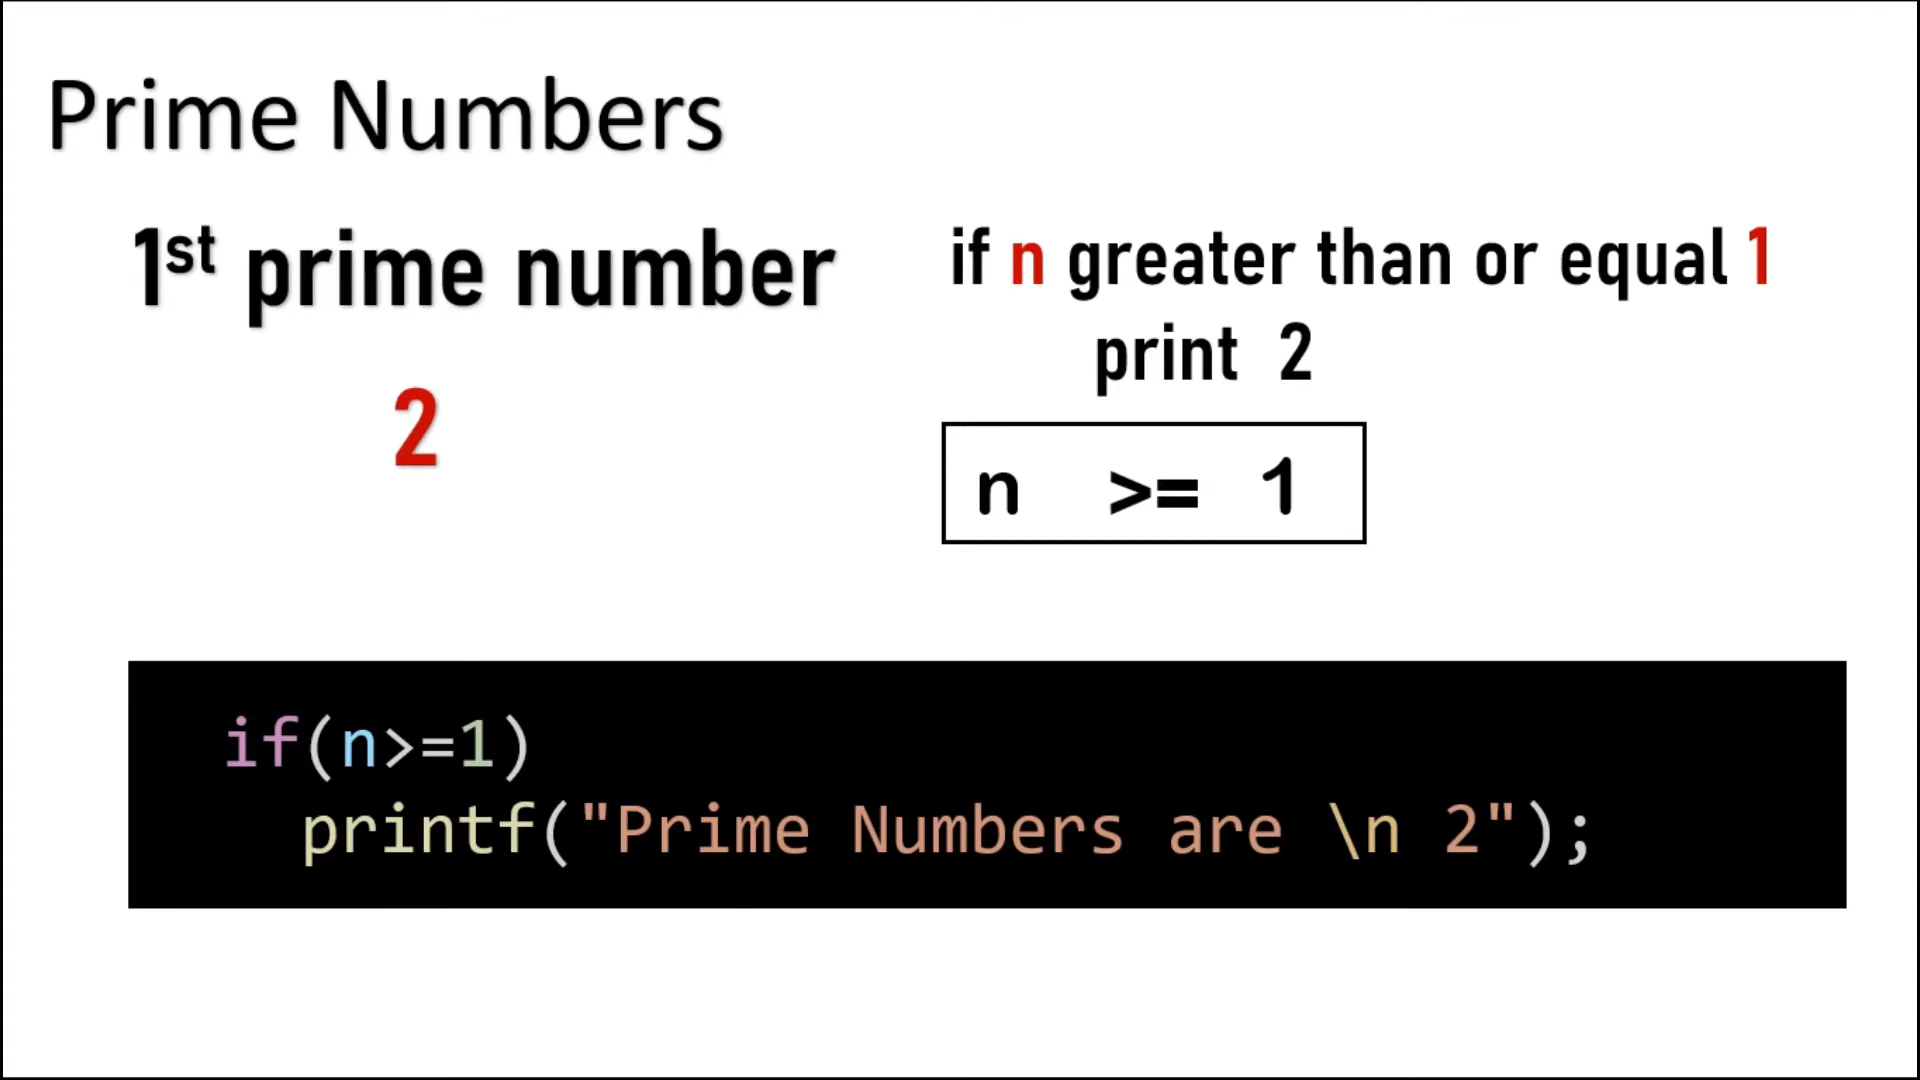 Prime Numbers
1st prime number
2
if n greater than or equal 1
print 2
n >= 1
if(n>=1)
printf("Prime Numbers are \n 2");